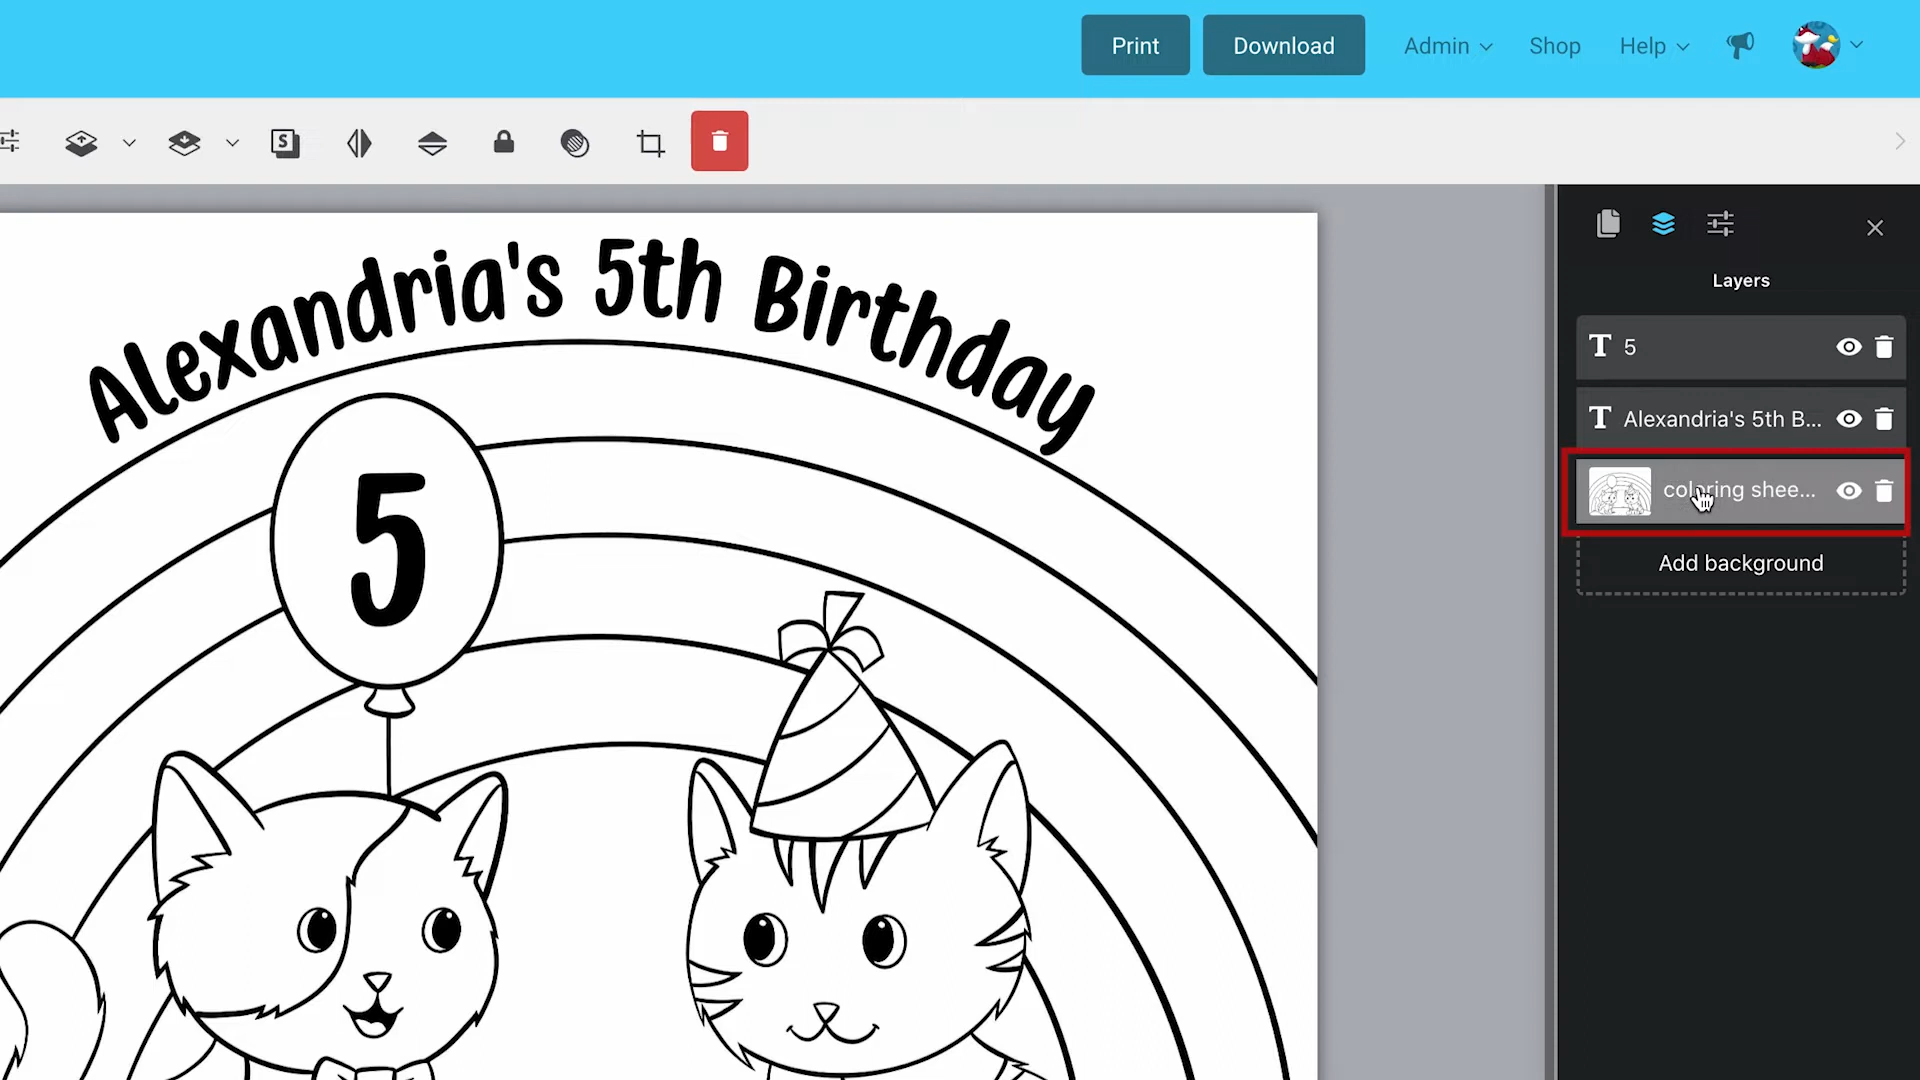 Print
Download
Admin
Shop
Help
S
Layers
T 5
T Alexandria's 5th B...
coloring shee...
Add background
Alexandria's 5th Birthday
5